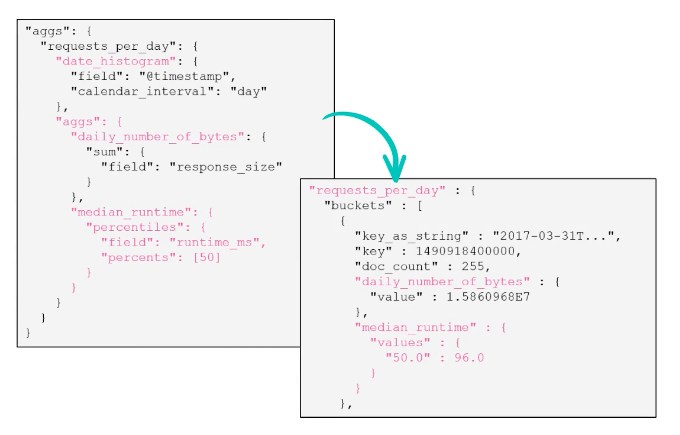 "aggs": {
"requests_per_day": {
"date_histogram": {
"field": "@timestamp",
"calendar_interval": "day"
},
"aggs": {
"daily_number_of_bytes": {
"sum": {
"field": "response_size"
}
},
"median_runtime": {
"percentiles": {
"field": "runtime_ms",
"percents": [50]
}
}
}
}
}
"requests_per_day" : {
"buckets" : [
{
"key_as_string" : "2017-03-31T...",
"key" : 1490918400000,
"doc_count" : 255,
"daily_number_of_bytes" : {
"value" : 1.5860968E7
},
"median_runtime" : {
"values" : {
"50.0" : 96.0
}
}
},